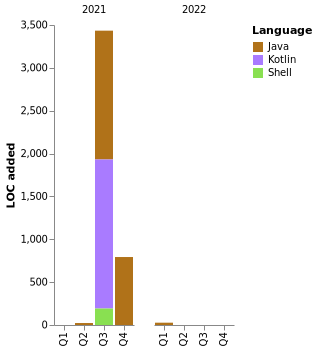 2021 2022
Language
Java
Kotlin
Shell
LOC added
3,500
3,000
2,500
2,000
1,500
1,000
500
0
Q1 Q2 Q3 Q4 Q1 Q2 Q3 Q4